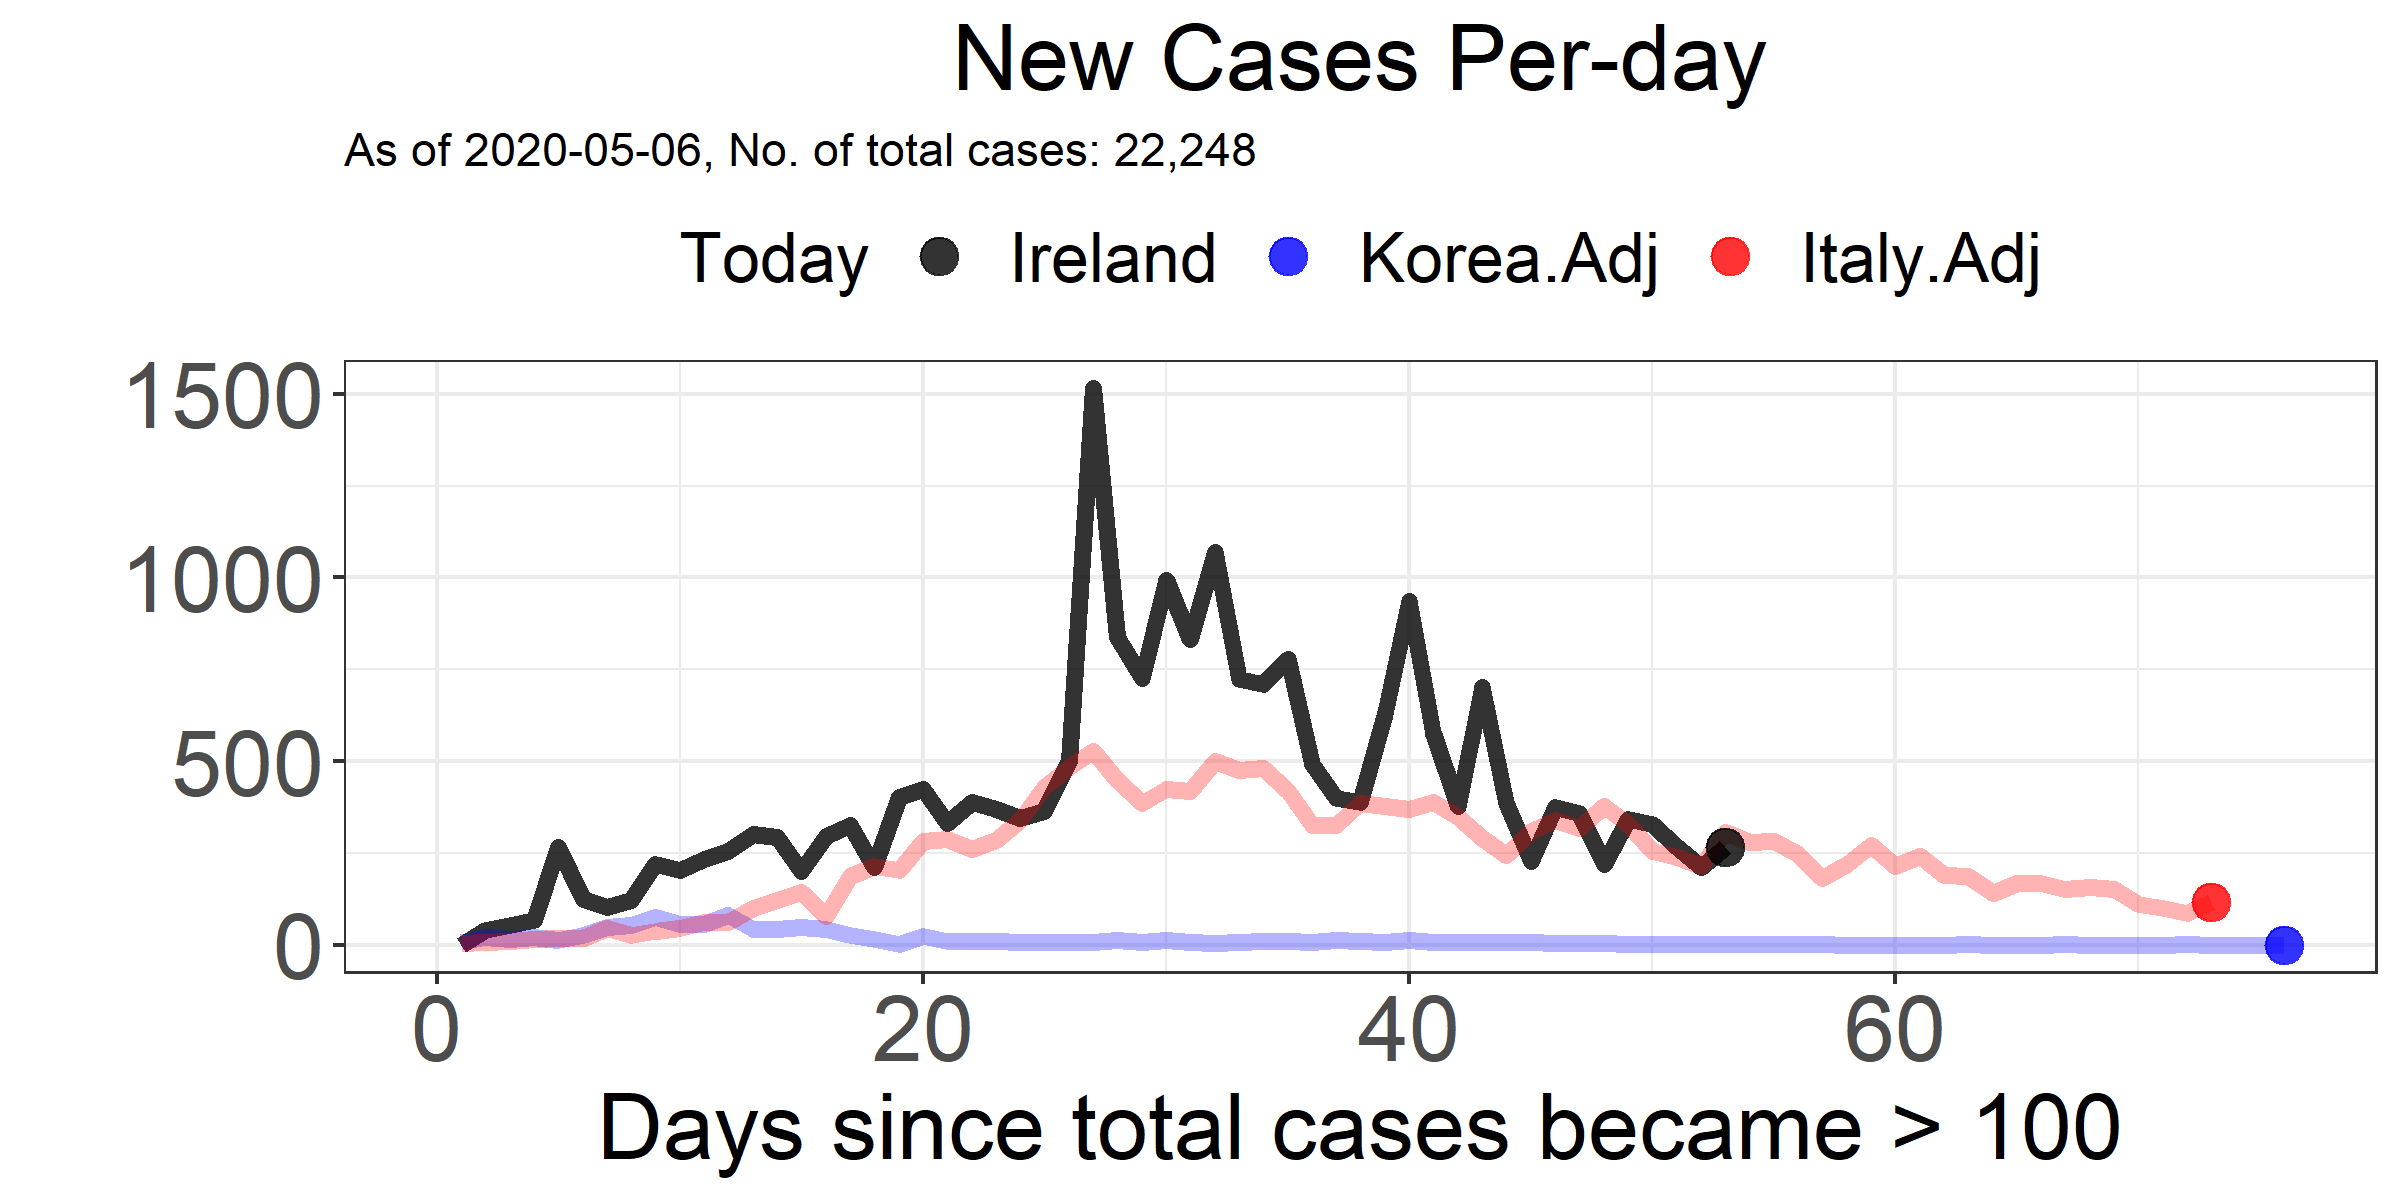 New Cases Per-day
As of 2020-05-06, No. of total cases: 22,248
Today Ireland Korea.Adj Italy.Adj
1500
1000
500
0
0 20 40 60
Days since total cases became > 100